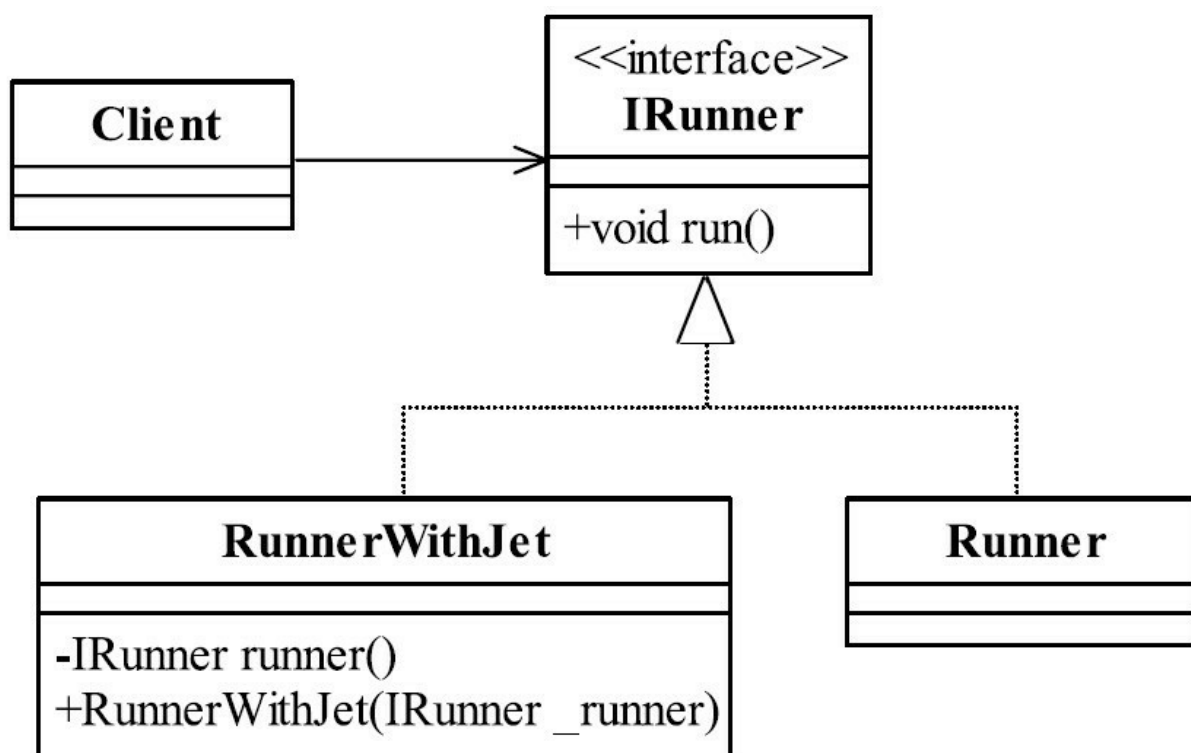 Client
<<interface>>
IRunner
+void run()
RunnerWithJet
-IRunner runner()
+RunnerWithJet(IRunner _runner)
Runner